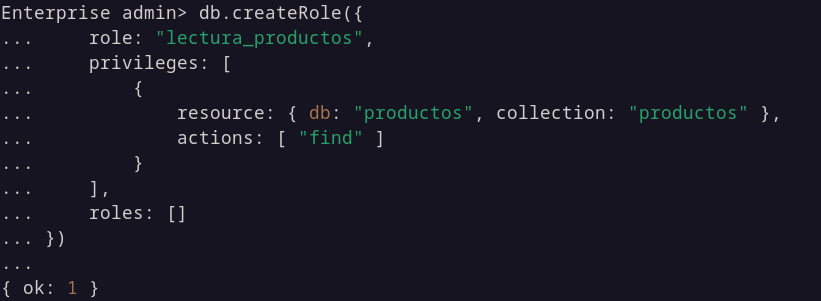 Enterprise admin> db.createRole({
...     role: "lectura_productos",
...     privileges: [
...         {
...             resource: { db: "productos", collection: "productos" },
...             actions: [ "find" ]
...         }
...     ],
...     roles: []
... })
...
{ ok: 1 }